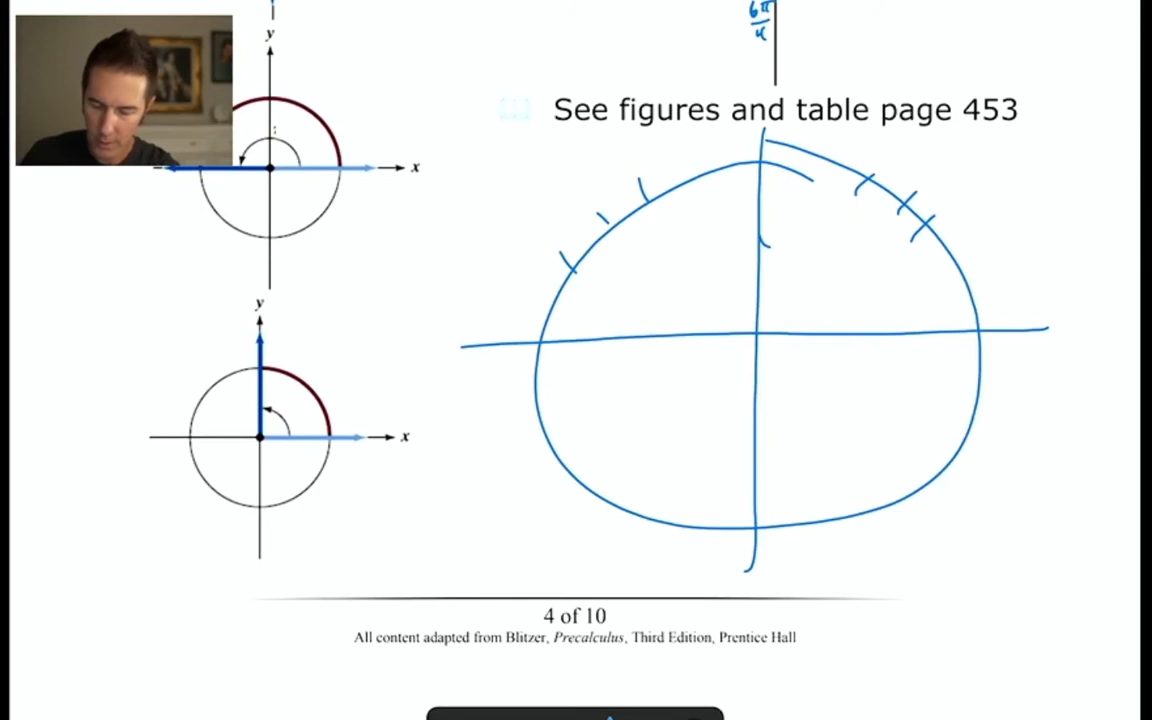 y
6π
4
See figures and table page 453
x
y
x
4 of 10
All content adapted from Blitzer, Precalculus, Third Edition, Prentice Hall